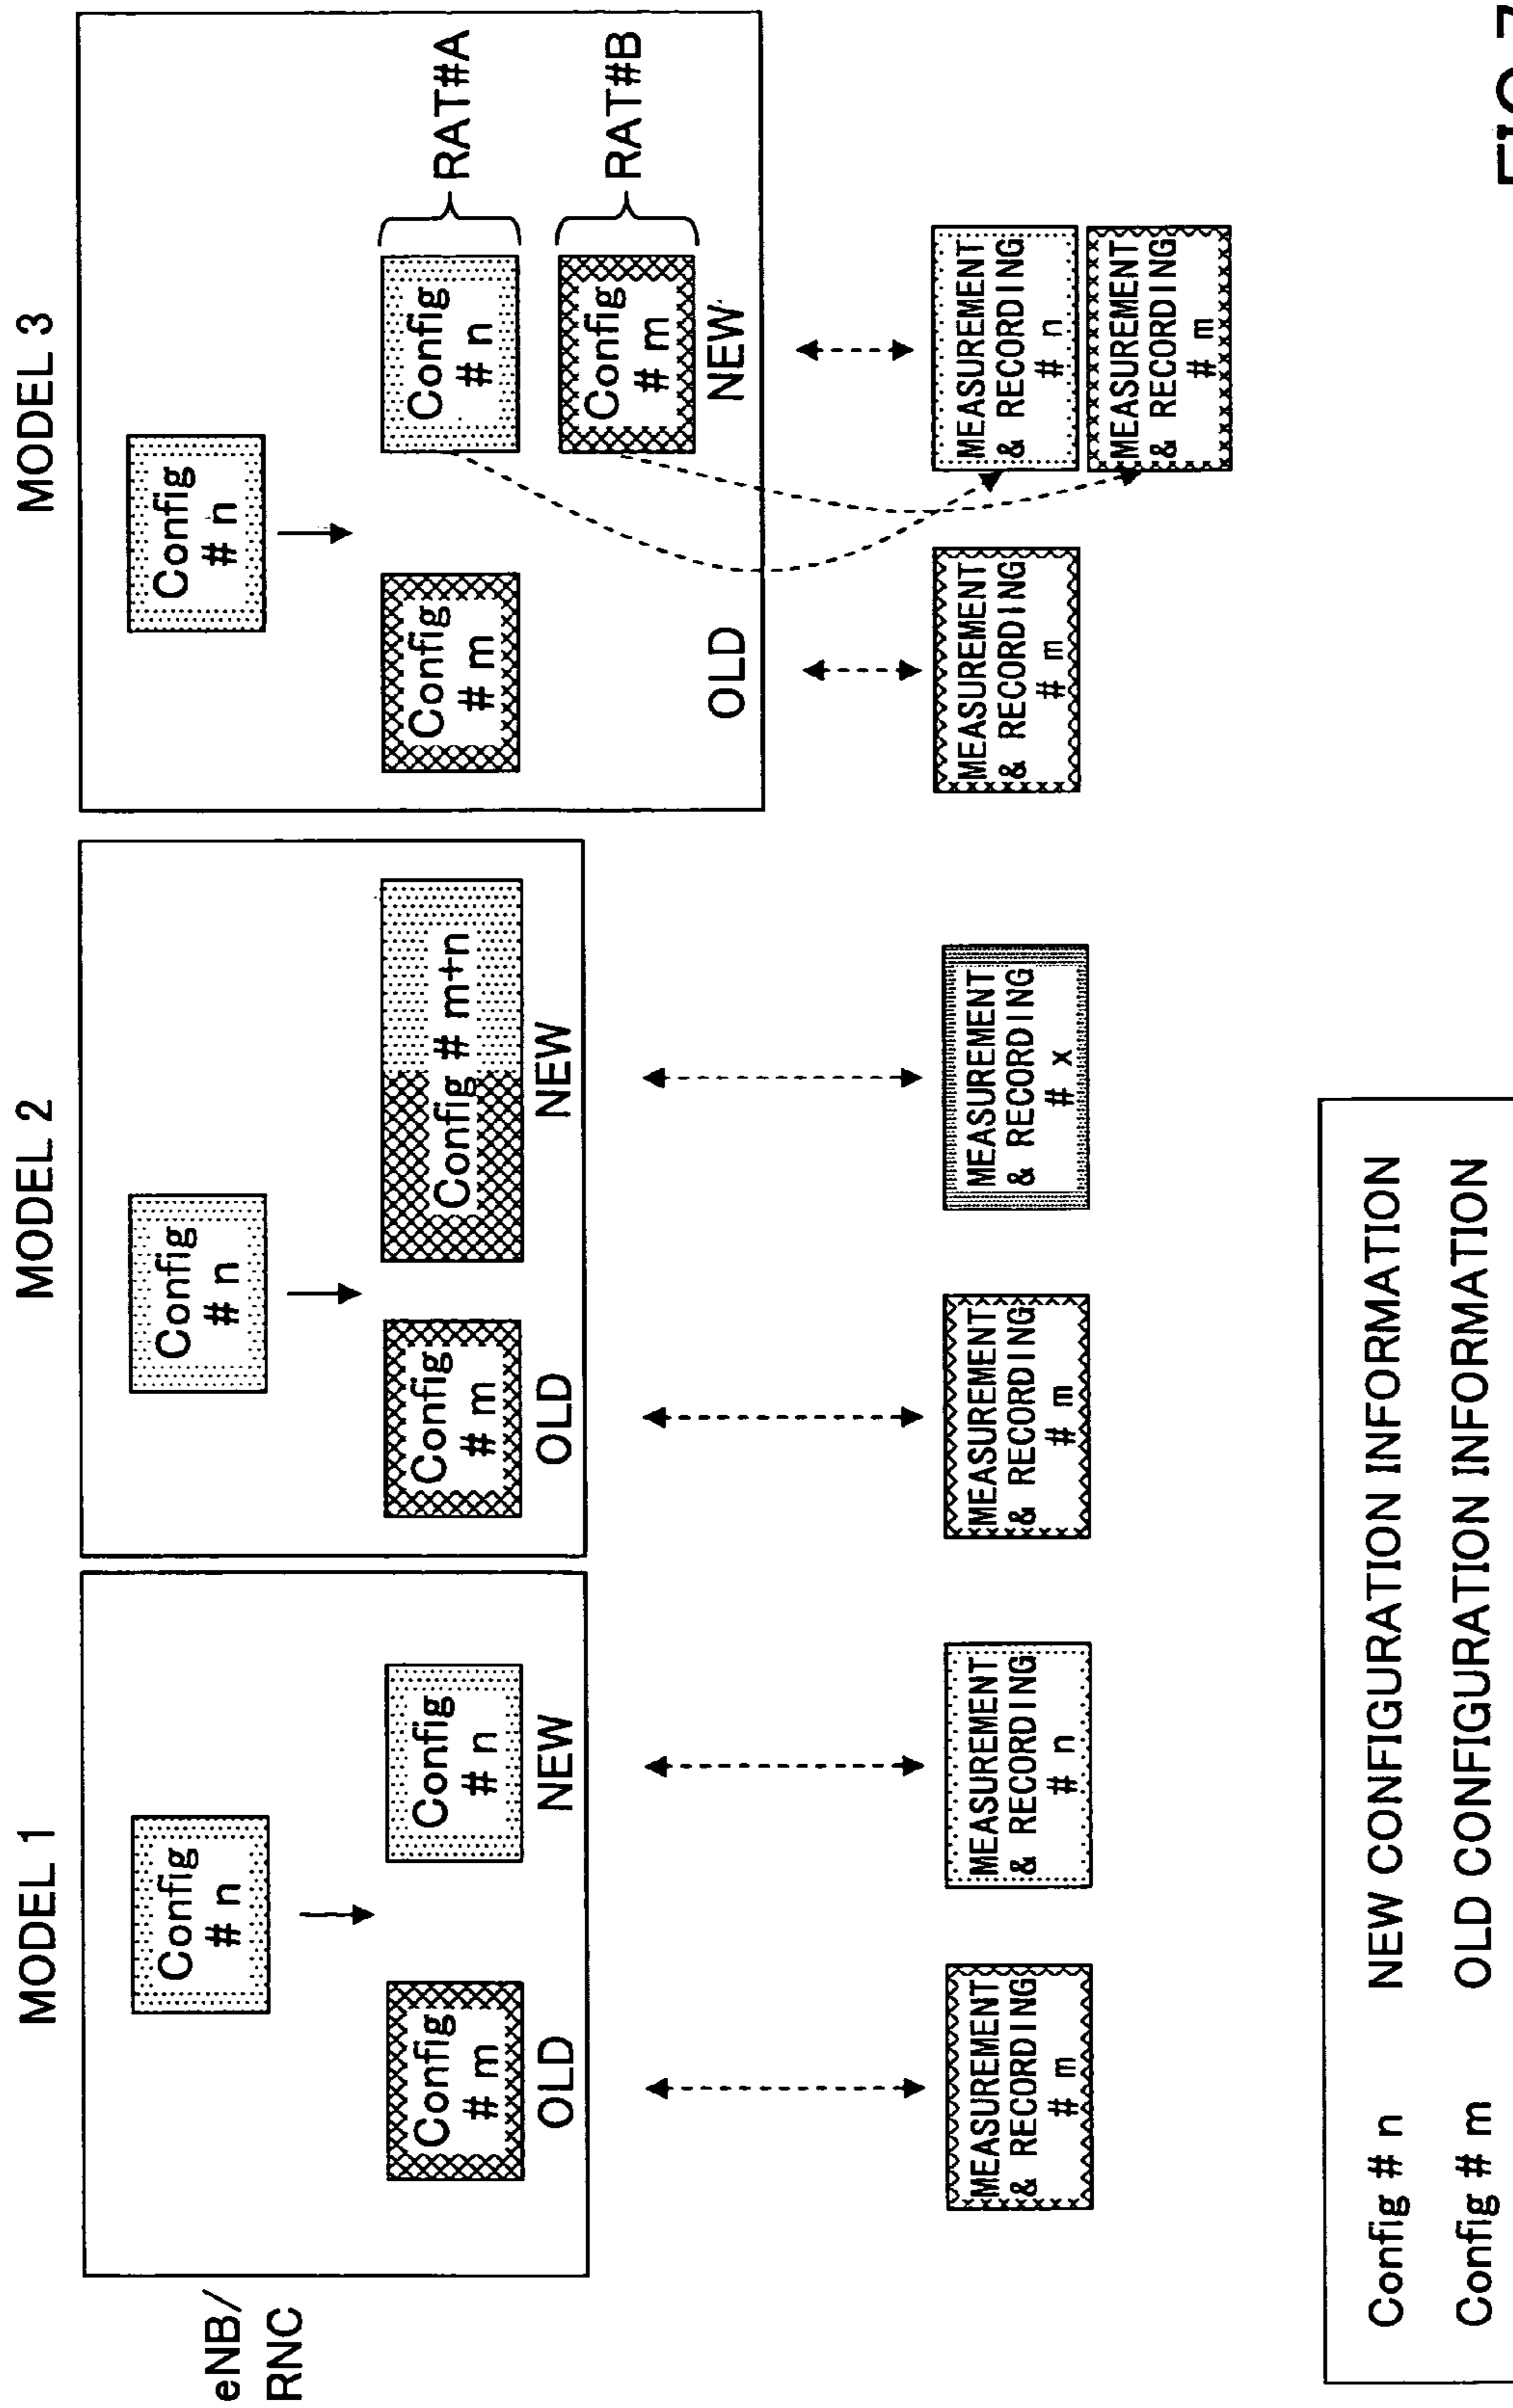 MODEL 1
eNB/
RNC
Config
# n
Config
# m
OLD
Config
# n
NEW
MEASUREMENT
& RECORDING
# m
MEASUREMENT
& RECORDING
# n
MODEL 2
Config
# n
Config
# m
OLD
Config # m+n
NEW
MEASUREMENT
& RECORDING
# m
MEASUREMENT
& RECORDING
# x
MODEL 3
Config
# n
Config
# m
OLD
Config
# n
RAT#A
Config
# m
RAT#B
NEW
MEASUREMENT
& RECORDING
# m
MEASUREMENT
& RECORDING
# n
MEASUREMENT
& RECORDING
# m
Config # n NEW CONFIGURATION INFORMATION
Config # m OLD CONFIGURATION INFORMATION